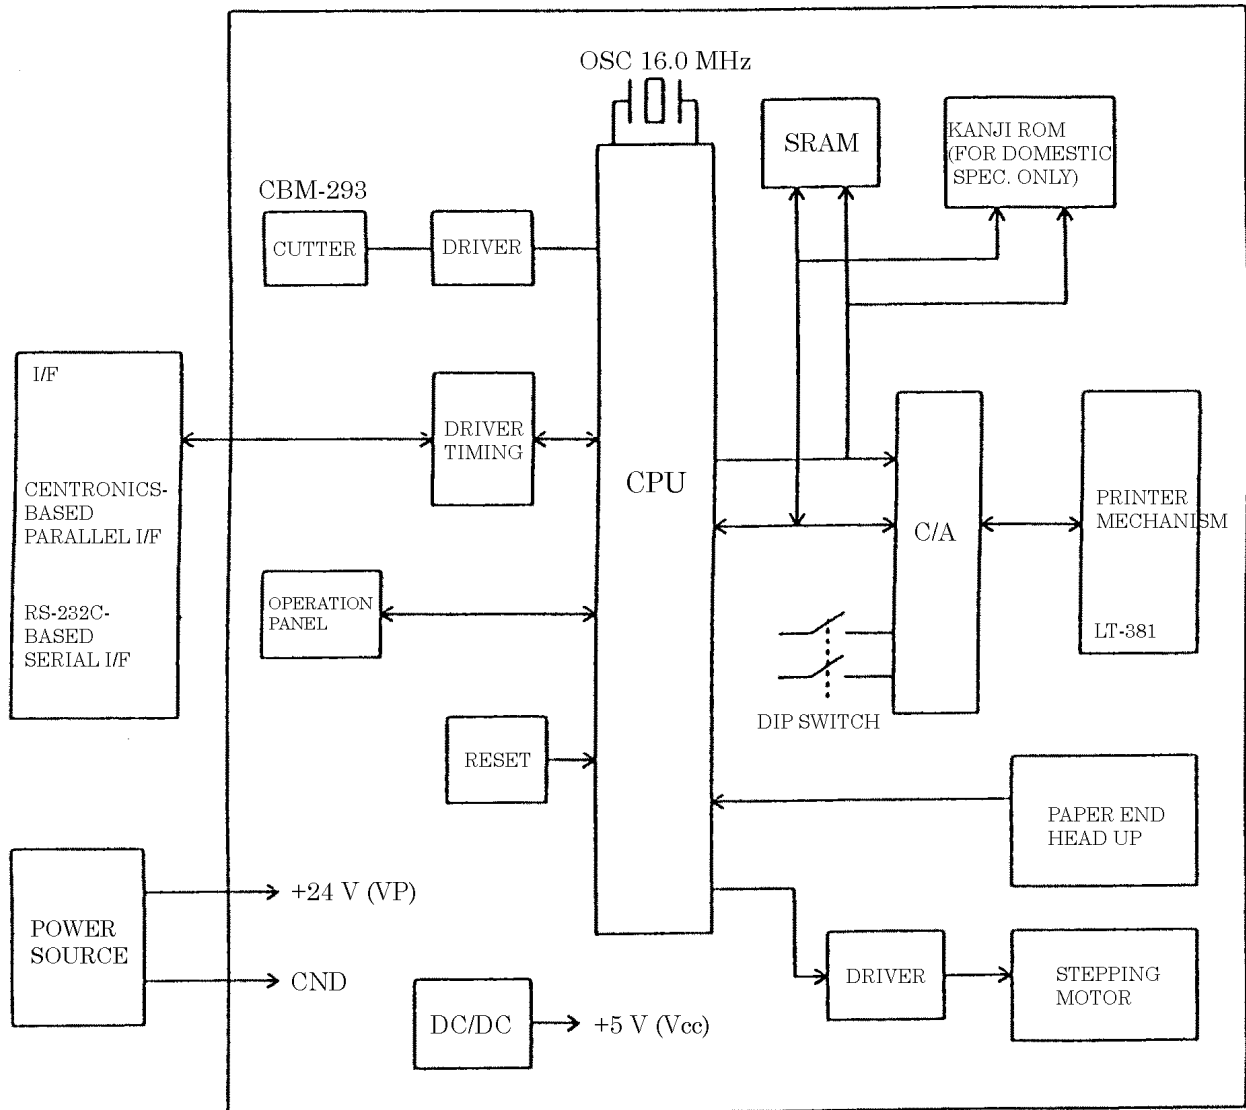 OSC 16.0 MHz
SRAM
KANJI ROM
(FOR DOMESTIC
SPEC. ONLY)
CBM-293
CUTTER
DRIVER
I/F
CENTRONICS-
BASED
PARALLEL I/F
RS-232C-
BASED
SERIAL I/F
DRIVER
TIMING
CPU
C/A
PRINTER
MECHANISM
LT-381
OPERATION
PANEL
DIP SWITCH
RESET
PAPER END
HEAD UP
POWER
SOURCE
+24 V (VP)
CND
DC/DC
+5 V (Vcc)
DRIVER
STEPPING
MOTOR